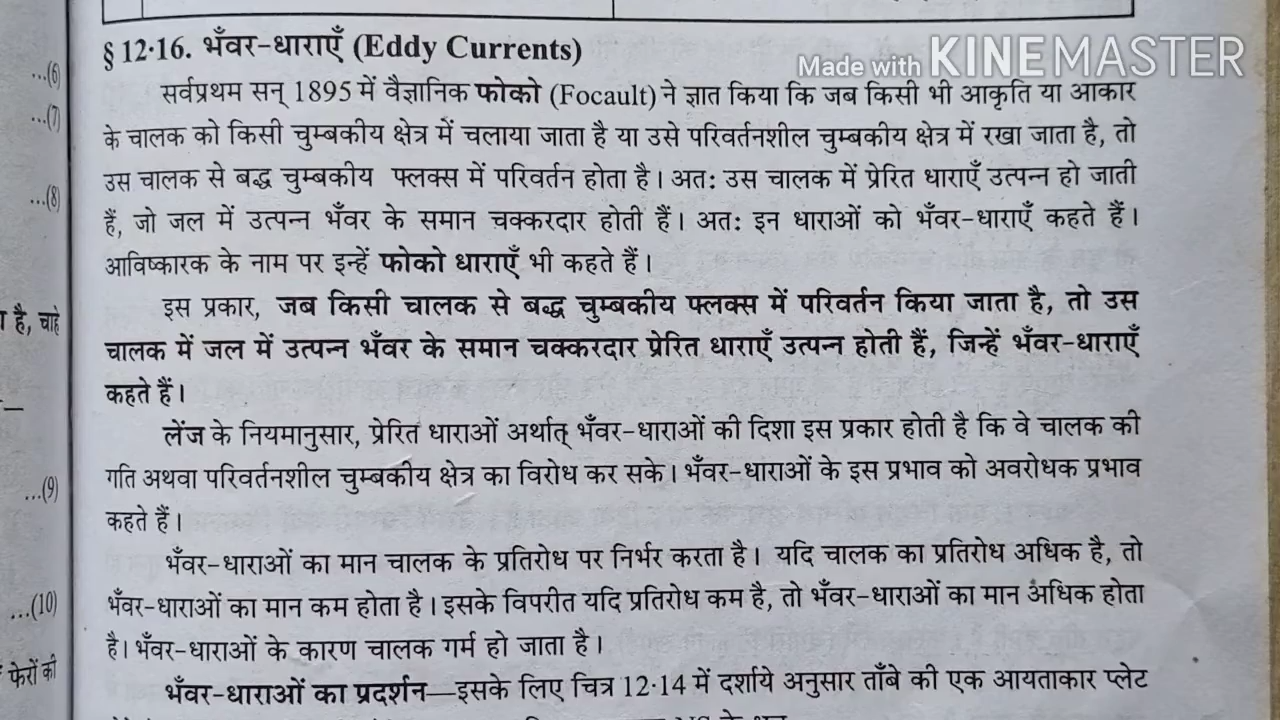 § 12·16. भँवर-धाराएँ (Eddy Currents)
Made with KINEMASTER
सर्वप्रथम सन् 1895 में वैज्ञानिक फोको (Focault) ने ज्ञात किया कि जब किसी भी आकृति या आकार
के चालक को किसी चुम्बकीय क्षेत्र में चलाया जाता है या उसे परिवर्तनशील चुम्बकीय क्षेत्र में रखा जाता है, तो
उस चालक से बद्ध चुम्बकीय फ्लक्स में परिवर्तन होता है। अतः उस चालक में प्रेरित धाराएँ उत्पन्न हो जाती
हैं, जो जल में उत्पन्न भँवर के समान चक्करदार होती हैं। अतः इन धाराओं को भँवर-धाराएँ कहते हैं।
आविष्कारक के नाम पर इन्हें फोको धाराएँ भी कहते हैं।
इस प्रकार, जब किसी चालक से बद्ध चुम्बकीय फ्लक्स में परिवर्तन किया जाता है, तो उस
चालक में जल में उत्पन्न भँवर के समान चक्करदार प्रेरित धाराएँ उत्पन्न होती हैं, जिन्हें भँवर-धाराएँ
कहते हैं।
लेंज के नियमानुसार, प्रेरित धाराओं अर्थात् भँवर-धाराओं की दिशा इस प्रकार होती है कि वे चालक की
गति अथवा परिवर्तनशील चुम्बकीय क्षेत्र का विरोध कर सके। भँवर-धाराओं के इस प्रभाव को अवरोधक प्रभाव
कहते हैं।
भँवर-धाराओं का मान चालक के प्रतिरोध पर निर्भर करता है। यदि चालक का प्रतिरोध अधिक है, तो
भँवर-धाराओं का मान कम होता है। इसके विपरीत यदि प्रतिरोध कम है, तो भँवर-धाराओं का मान अधिक होता
है। भँवर-धाराओं के कारण चालक गर्म हो जाता है।
भँवर-धाराओं का प्रदर्शन—इसके लिए चित्र 12·14 में दर्शाये अनुसार ताँबे की एक आयताकार प्लेट
...(6)
...(7)
...(8)
है, चाहे
...(9)
...(10)
फेरों की